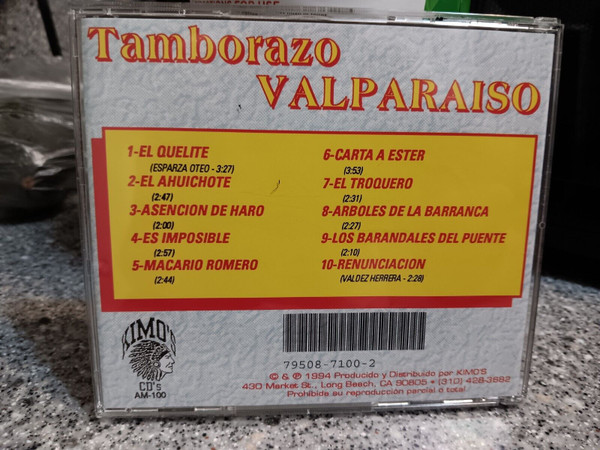 Tamborazo
VALPARAISO
1-EL QUELITE
(ESPARZA OTEO - 3:27)
2-EL AHUICHOTE
(2:47)
3-ASENCION DE HARO
(2:00)
4-ES IMPOSIBLE
(2:57)
5-MACARIO ROMERO
(2:44)
6-CARTA A ESTER
(3:53)
7-EL TROQUERO
(2:31)
8-ARBOLES DE LA BARRANCA
(2:27)
9-LOS BARANDALES DEL PUENTE
(2:10)
10-RENUNCIACION
(VALDEZ HERRERA - 2:28)
KIMO'S
CD's
AM-100
79508-7100-2
© & ℗ 1994 Producido y Distribuido por KIMO'S
430 Market St., Long Beach, CA 90805 • (310) 428-3682
Prohibida su reproducción parcial o total